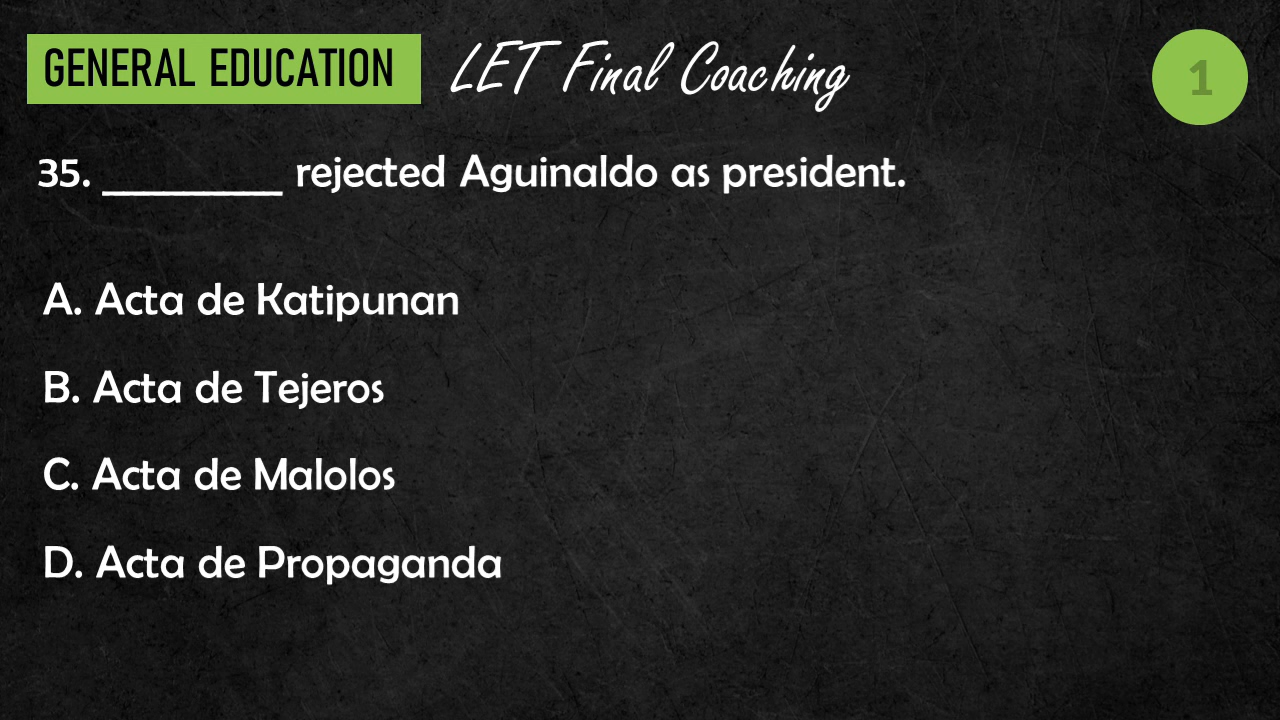 GENERAL EDUCATION LET Final Coaching 1
35. _________ rejected Aguinaldo as president.
A. Acta de Katipunan
B. Acta de Tejeros
C. Acta de Malolos
D. Acta de Propaganda